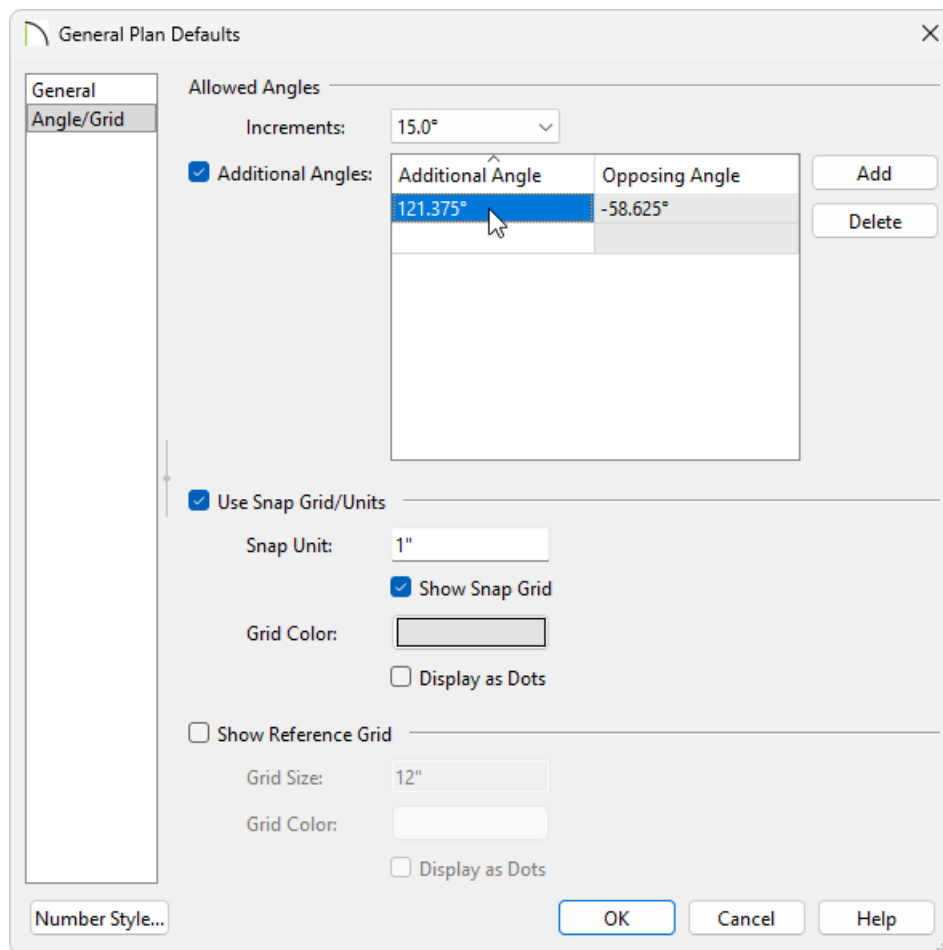 General Plan Defaults
General
Angle/Grid
Allowed Angles
Increments: 15.0°
Additional Angles:
Additional Angle Opposing Angle
121.375° -58.625°
Add
Delete
Use Snap Grid/Units
Snap Unit: 1"
Show Snap Grid
Grid Color:
Display as Dots
Show Reference Grid
Grid Size: 12"
Grid Color:
Display as Dots
Number Style... OK Cancel Help